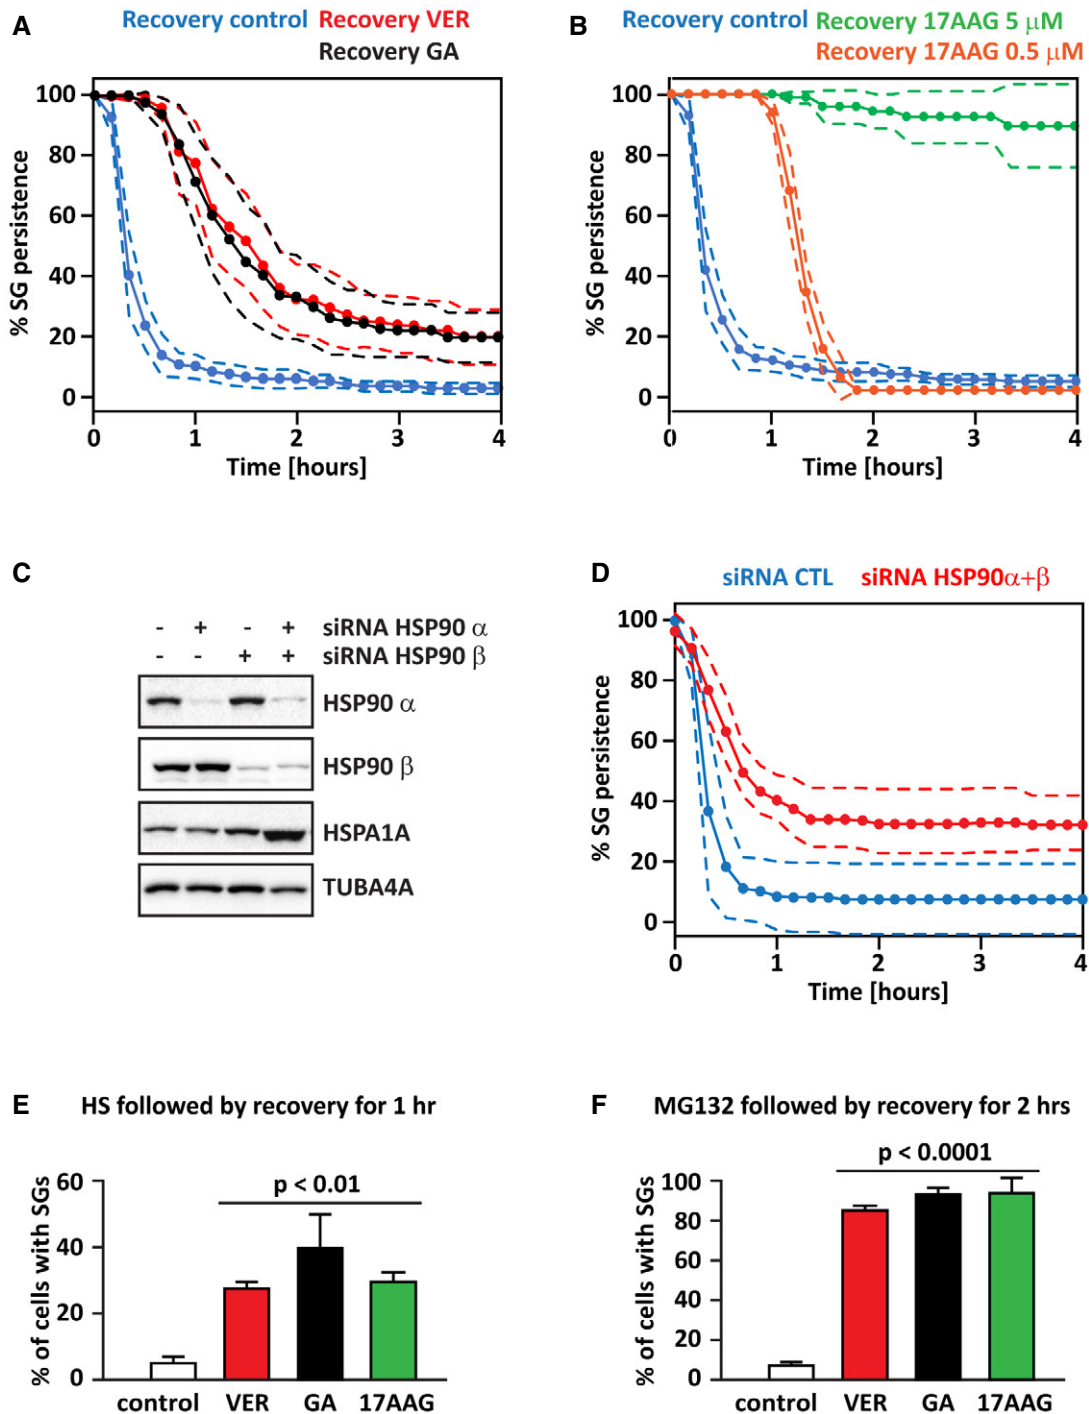 A
Recovery control Recovery VER
Recovery GA
% SG persistence
100
80
60
40
20
0
0 1 2 3 4
Time [hours]
B
Recovery control Recovery 17AAG 5 μM
Recovery 17AAG 0.5 μM
% SG persistence
100
80
60
40
20
0
0 1 2 3 4
Time [hours]
C
- + - + siRNA HSP90 α
- - + + siRNA HSP90 β
HSP90 α
HSP90 β
HSPA1A
TUBA4A
D
siRNA CTL siRNA HSP90α+β
% SG persistence
100
80
60
40
20
0
0 1 2 3 4
Time [hours]
E
HS followed by recovery for 1 hr
% of cells with SGs
60
40
20
0
p < 0.01
control VER GA 17AAG
F
MG132 followed by recovery for 2 hrs
% of cells with SGs
100
80
60
40
20
0
p < 0.0001
control VER GA 17AAG